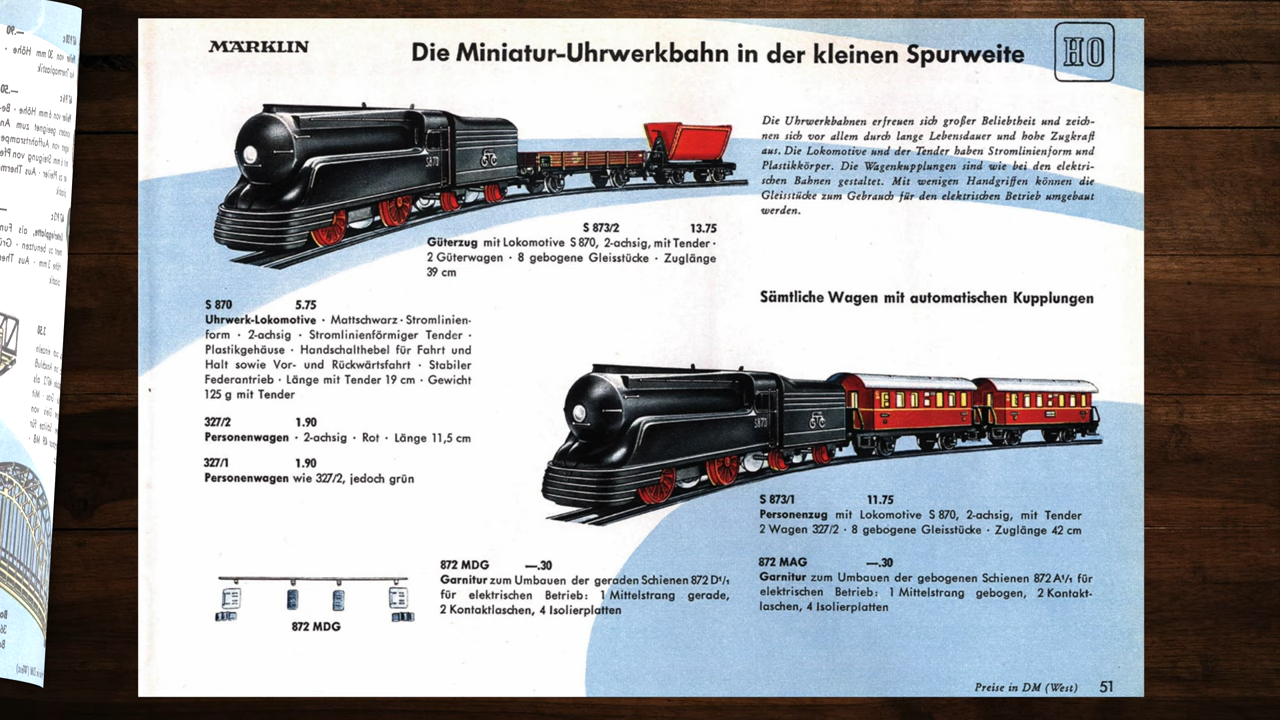 MÄRKLIN
Die Miniatur-Uhrwerkbahn in der kleinen Spurweite
HO
Die Uhrwerkbahnen erfreuen sich großer Beliebtheit und zeich-
nen sich vor allem durch lange Lebensdauer und hohe Zugkraft
aus. Die Lokomotive und der Tender haben Stromlinienform und
Plastikkörper. Die Wagenkupplungen sind wie bei den elektri-
schen Bahnen gestaltet. Mit wenigen Handgriffen können die
Gleisstücke zum Gebrauch für den elektrischen Betrieb umgebaut
werden.
S 870
S 873/2 13.75
Güterzug mit Lokomotive S 870, 2-achsig, mit Tender ·
2 Güterwagen · 8 gebogene Gleisstücke · Zuglänge
39 cm
Sämtliche Wagen mit automatischen Kupplungen
S 870 5.75
Uhrwerk-Lokomotive · Mattschwarz · Stromlinien-
form · 2-achsig · Stromlinienförmiger Tender ·
Plastikgehäuse · Handschalthebel für Fahrt und
Halt sowie Vor- und Rückwärtsfahrt · Stabiler
Federantrieb · Länge mit Tender 19 cm · Gewicht
125 g mit Tender
327/2 1.90
Personenwagen · 2-achsig · Rot · Länge 11,5 cm
327/1 1.90
Personenwagen wie 327/2, jedoch grün
S 870
S 873/1 11.75
Personenzug mit Lokomotive S 870, 2-achsig, mit Tender
2 Wagen 327/2 · 8 gebogene Gleisstücke · Zuglänge 42 cm
872 MDG —.30
Garnitur zum Umbauen der geraden Schienen 872 D¹/₁
für elektrischen Betrieb: 1 Mittelstrang gerade,
2 Kontaktlaschen, 4 Isolierplatten
872 MAG —.30
Garnitur zum Umbauen der gebogenen Schienen 872 A¹/₁ für
elektrischen Betrieb: 1 Mittelstrang gebogen, 2 Kontakt-
laschen, 4 Isolierplatten
872 MDG
Preise in DM (West) 51